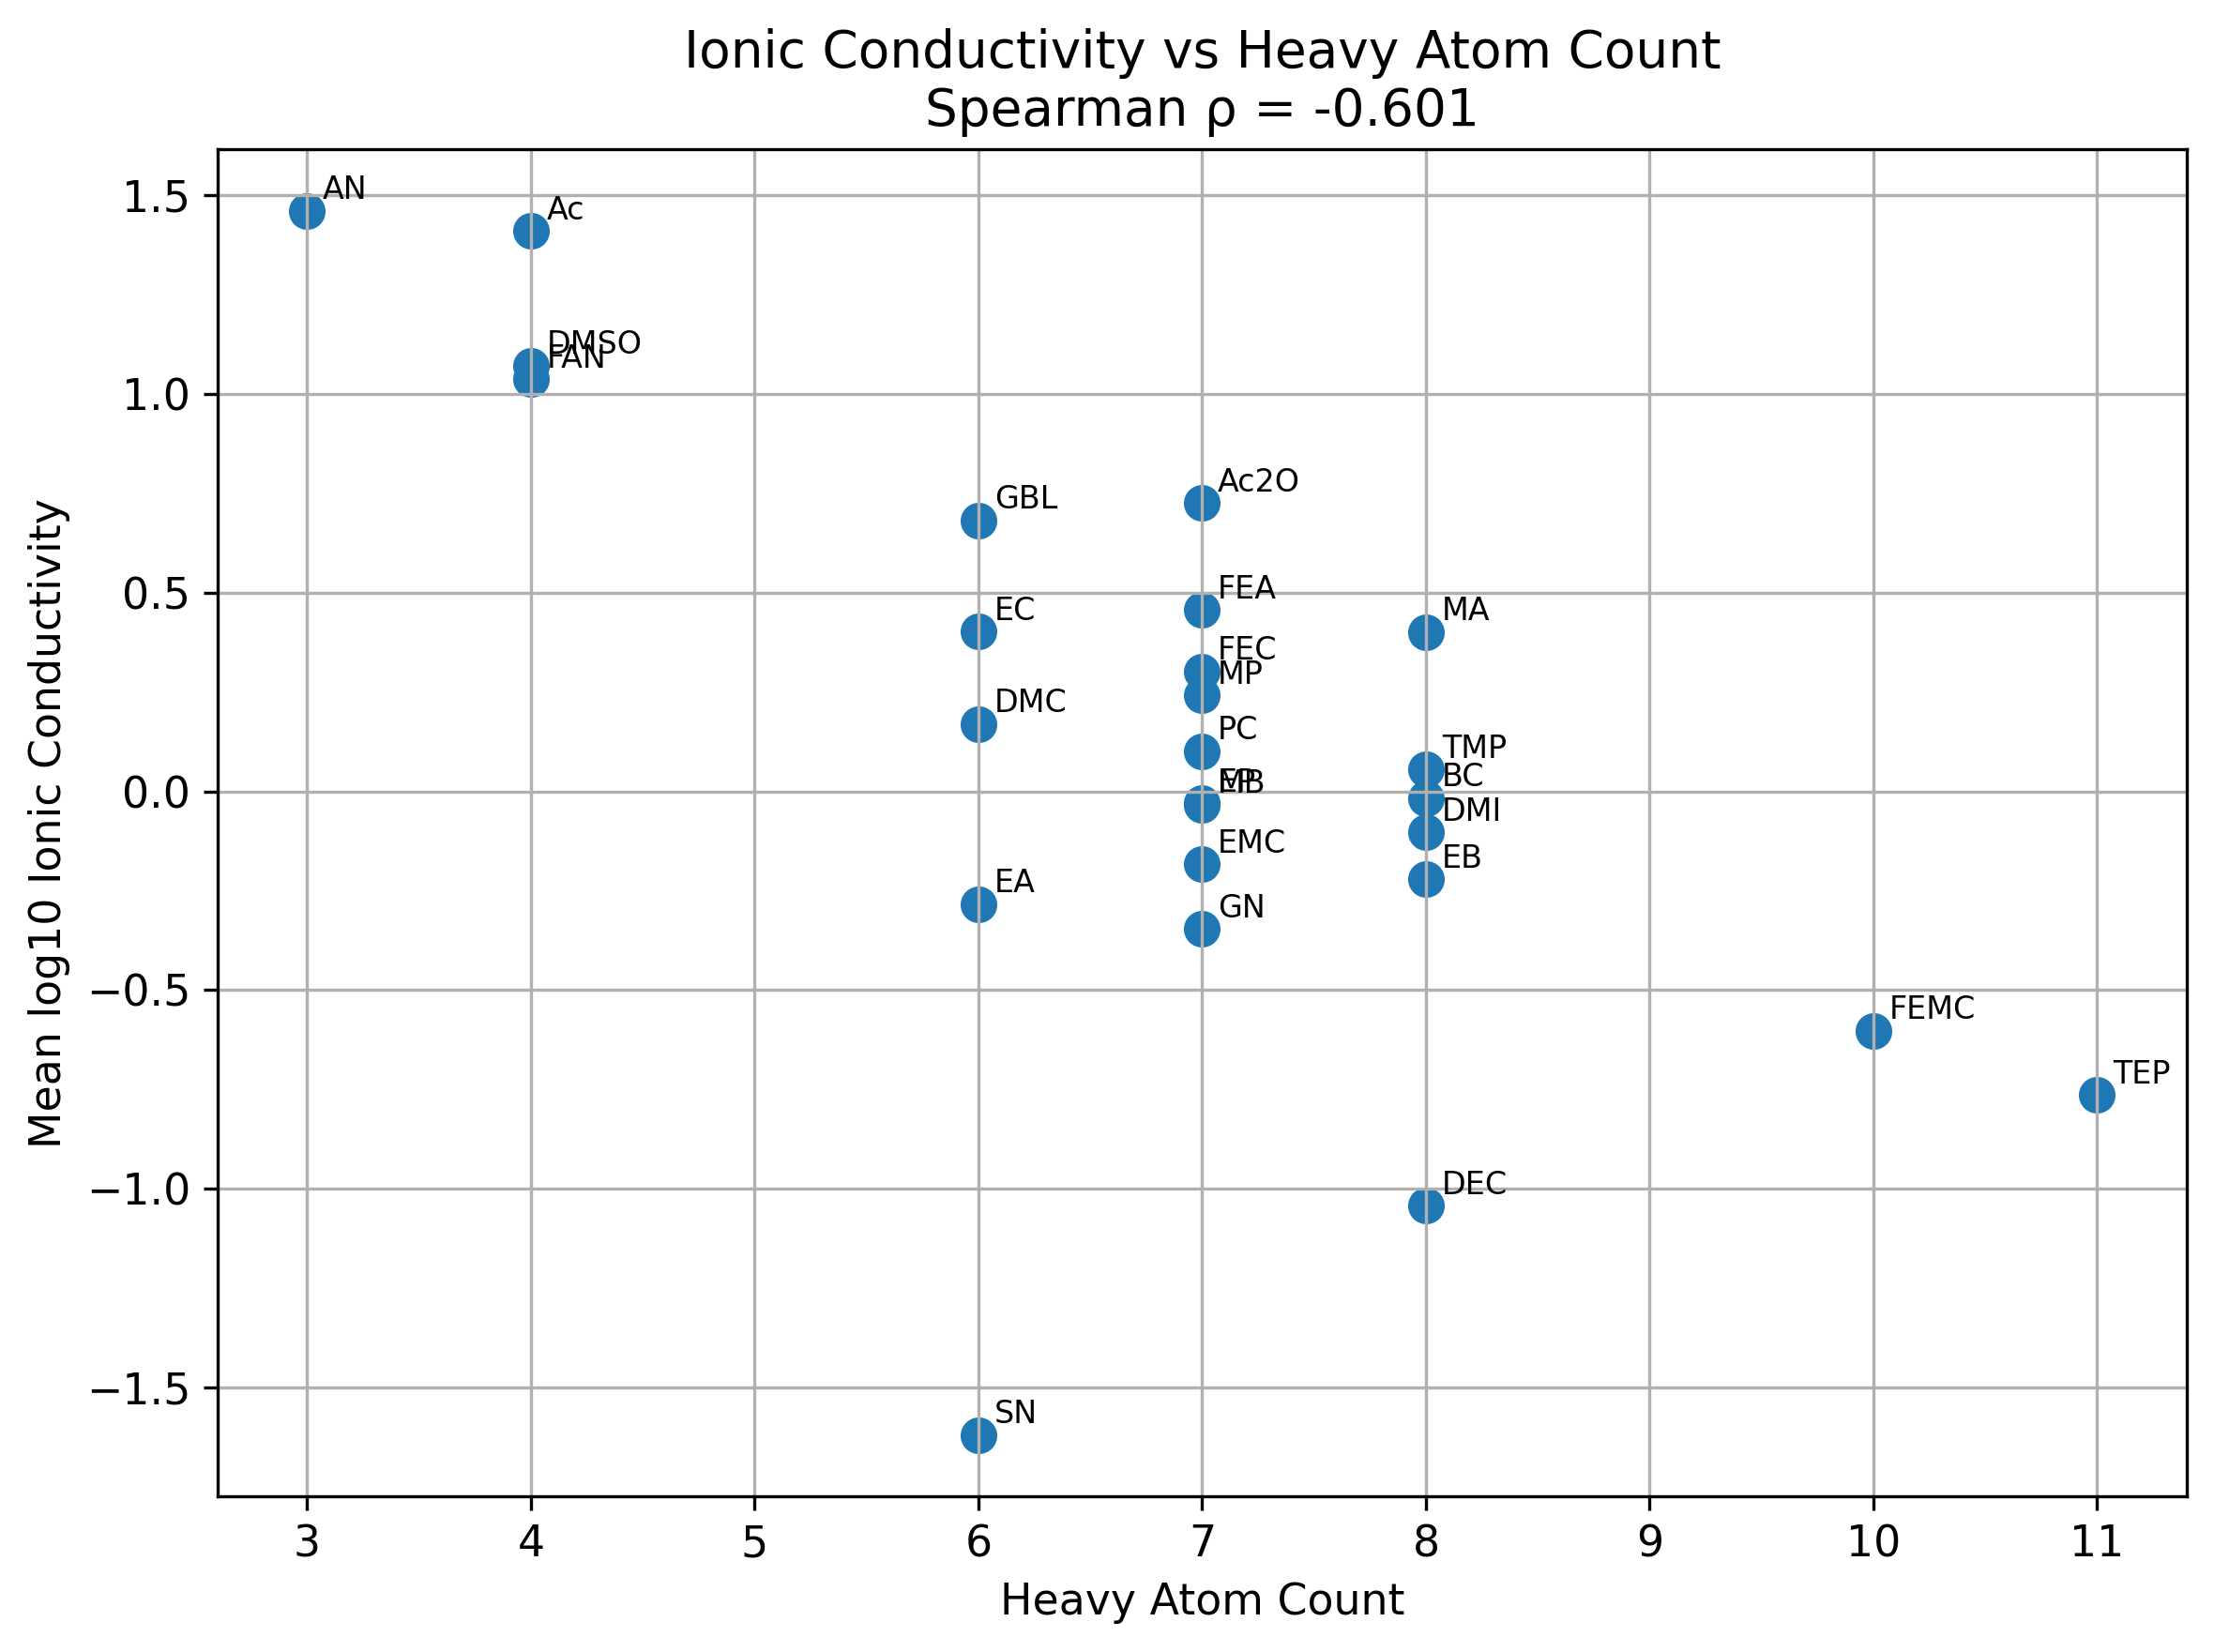 Ionic Conductivity vs Heavy Atom Count
Spearman ρ = -0.601
Mean log10 Ionic Conductivity
1.5
1.0
0.5
0.0
−0.5
−1.0
−1.5
AN
Ac
DMSO
FAN
GBL
Ac2O
FEA
EC
MA
FEC
MP
DMC
PC
TMP
EP
MB
BC
DMI
EMC
EB
EA
GN
FEMC
TEP
DEC
SN
3 4 5 6 7 8 9 10 11
Heavy Atom Count